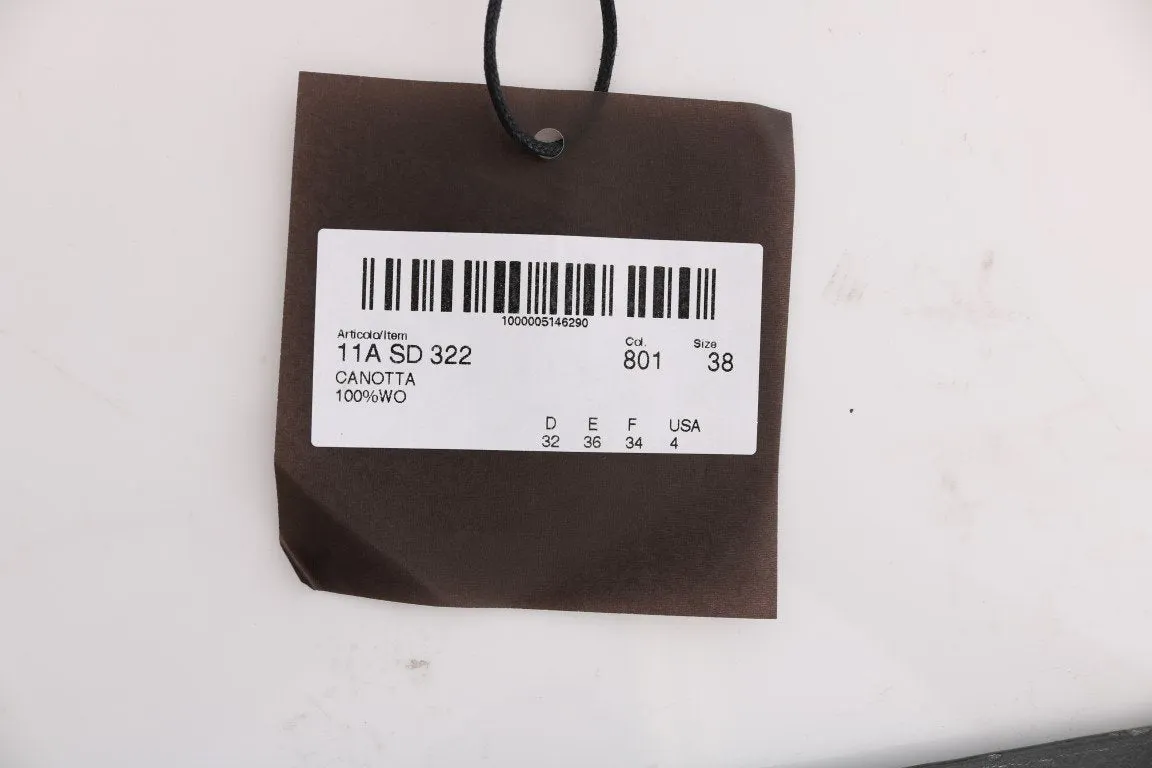 1000005146290
Articolo/Item Col. Size
11A SD 322 801 38
CANOTTA
100%WO
D E F USA
32 36 34 4